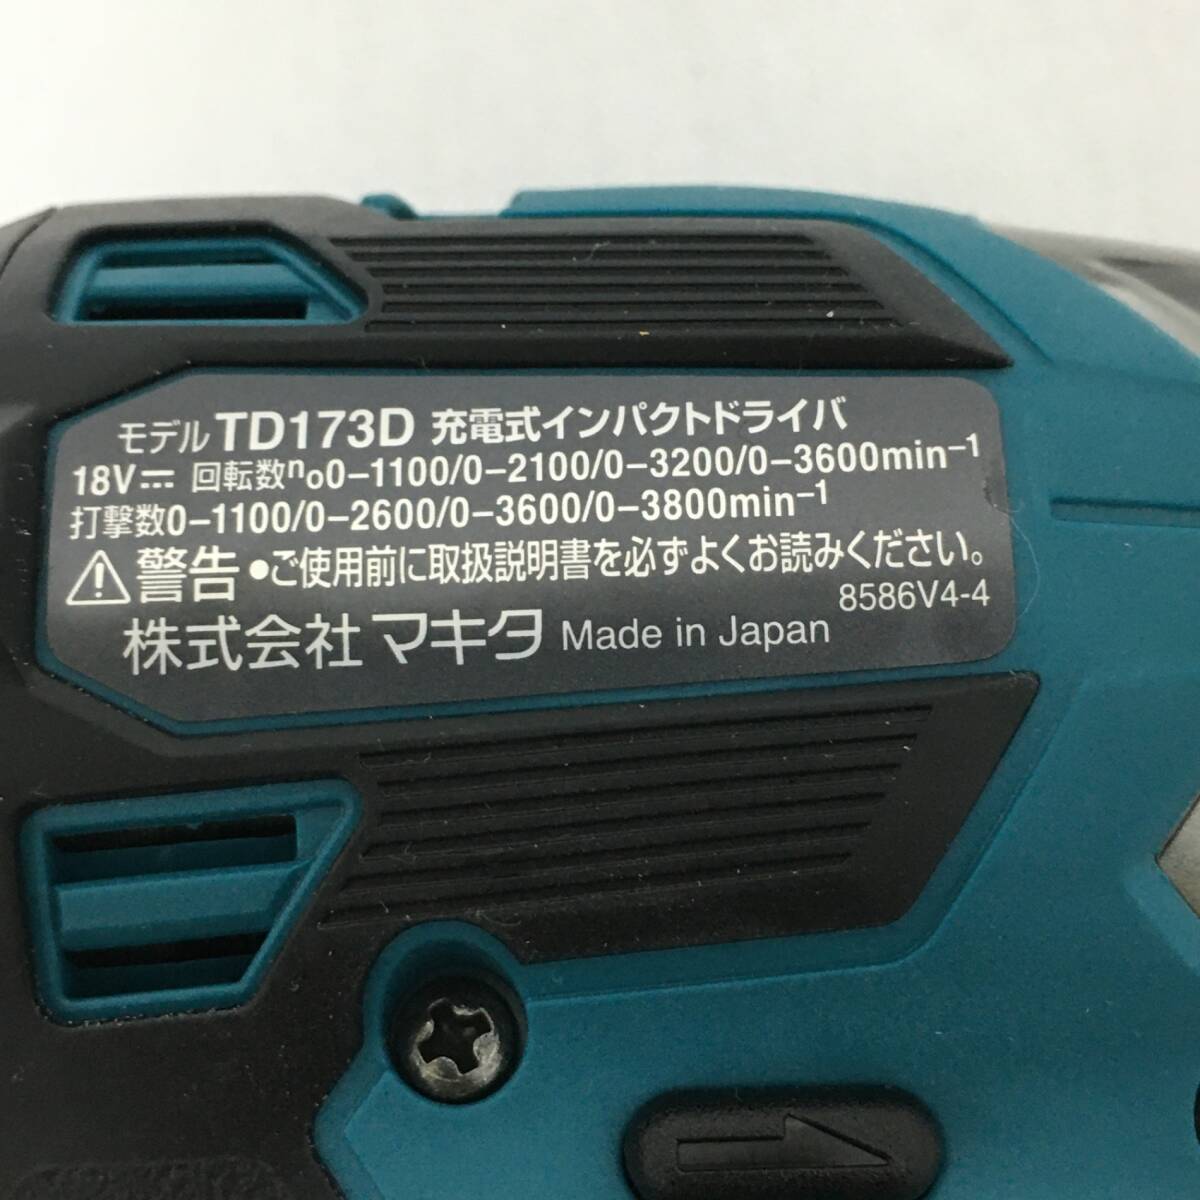 モデル TD173D 充電式インパクトドライバ
18V⎓ 回転数no0-1100/0-2100/0-3200/0-3600min-1
打撃数0-1100/0-2600/0-3600/0-3800min-1
⚠警告 •ご使用前に取扱説明書を必ずよくお読みください。
8586V4-4
株式会社マキタ Made in Japan